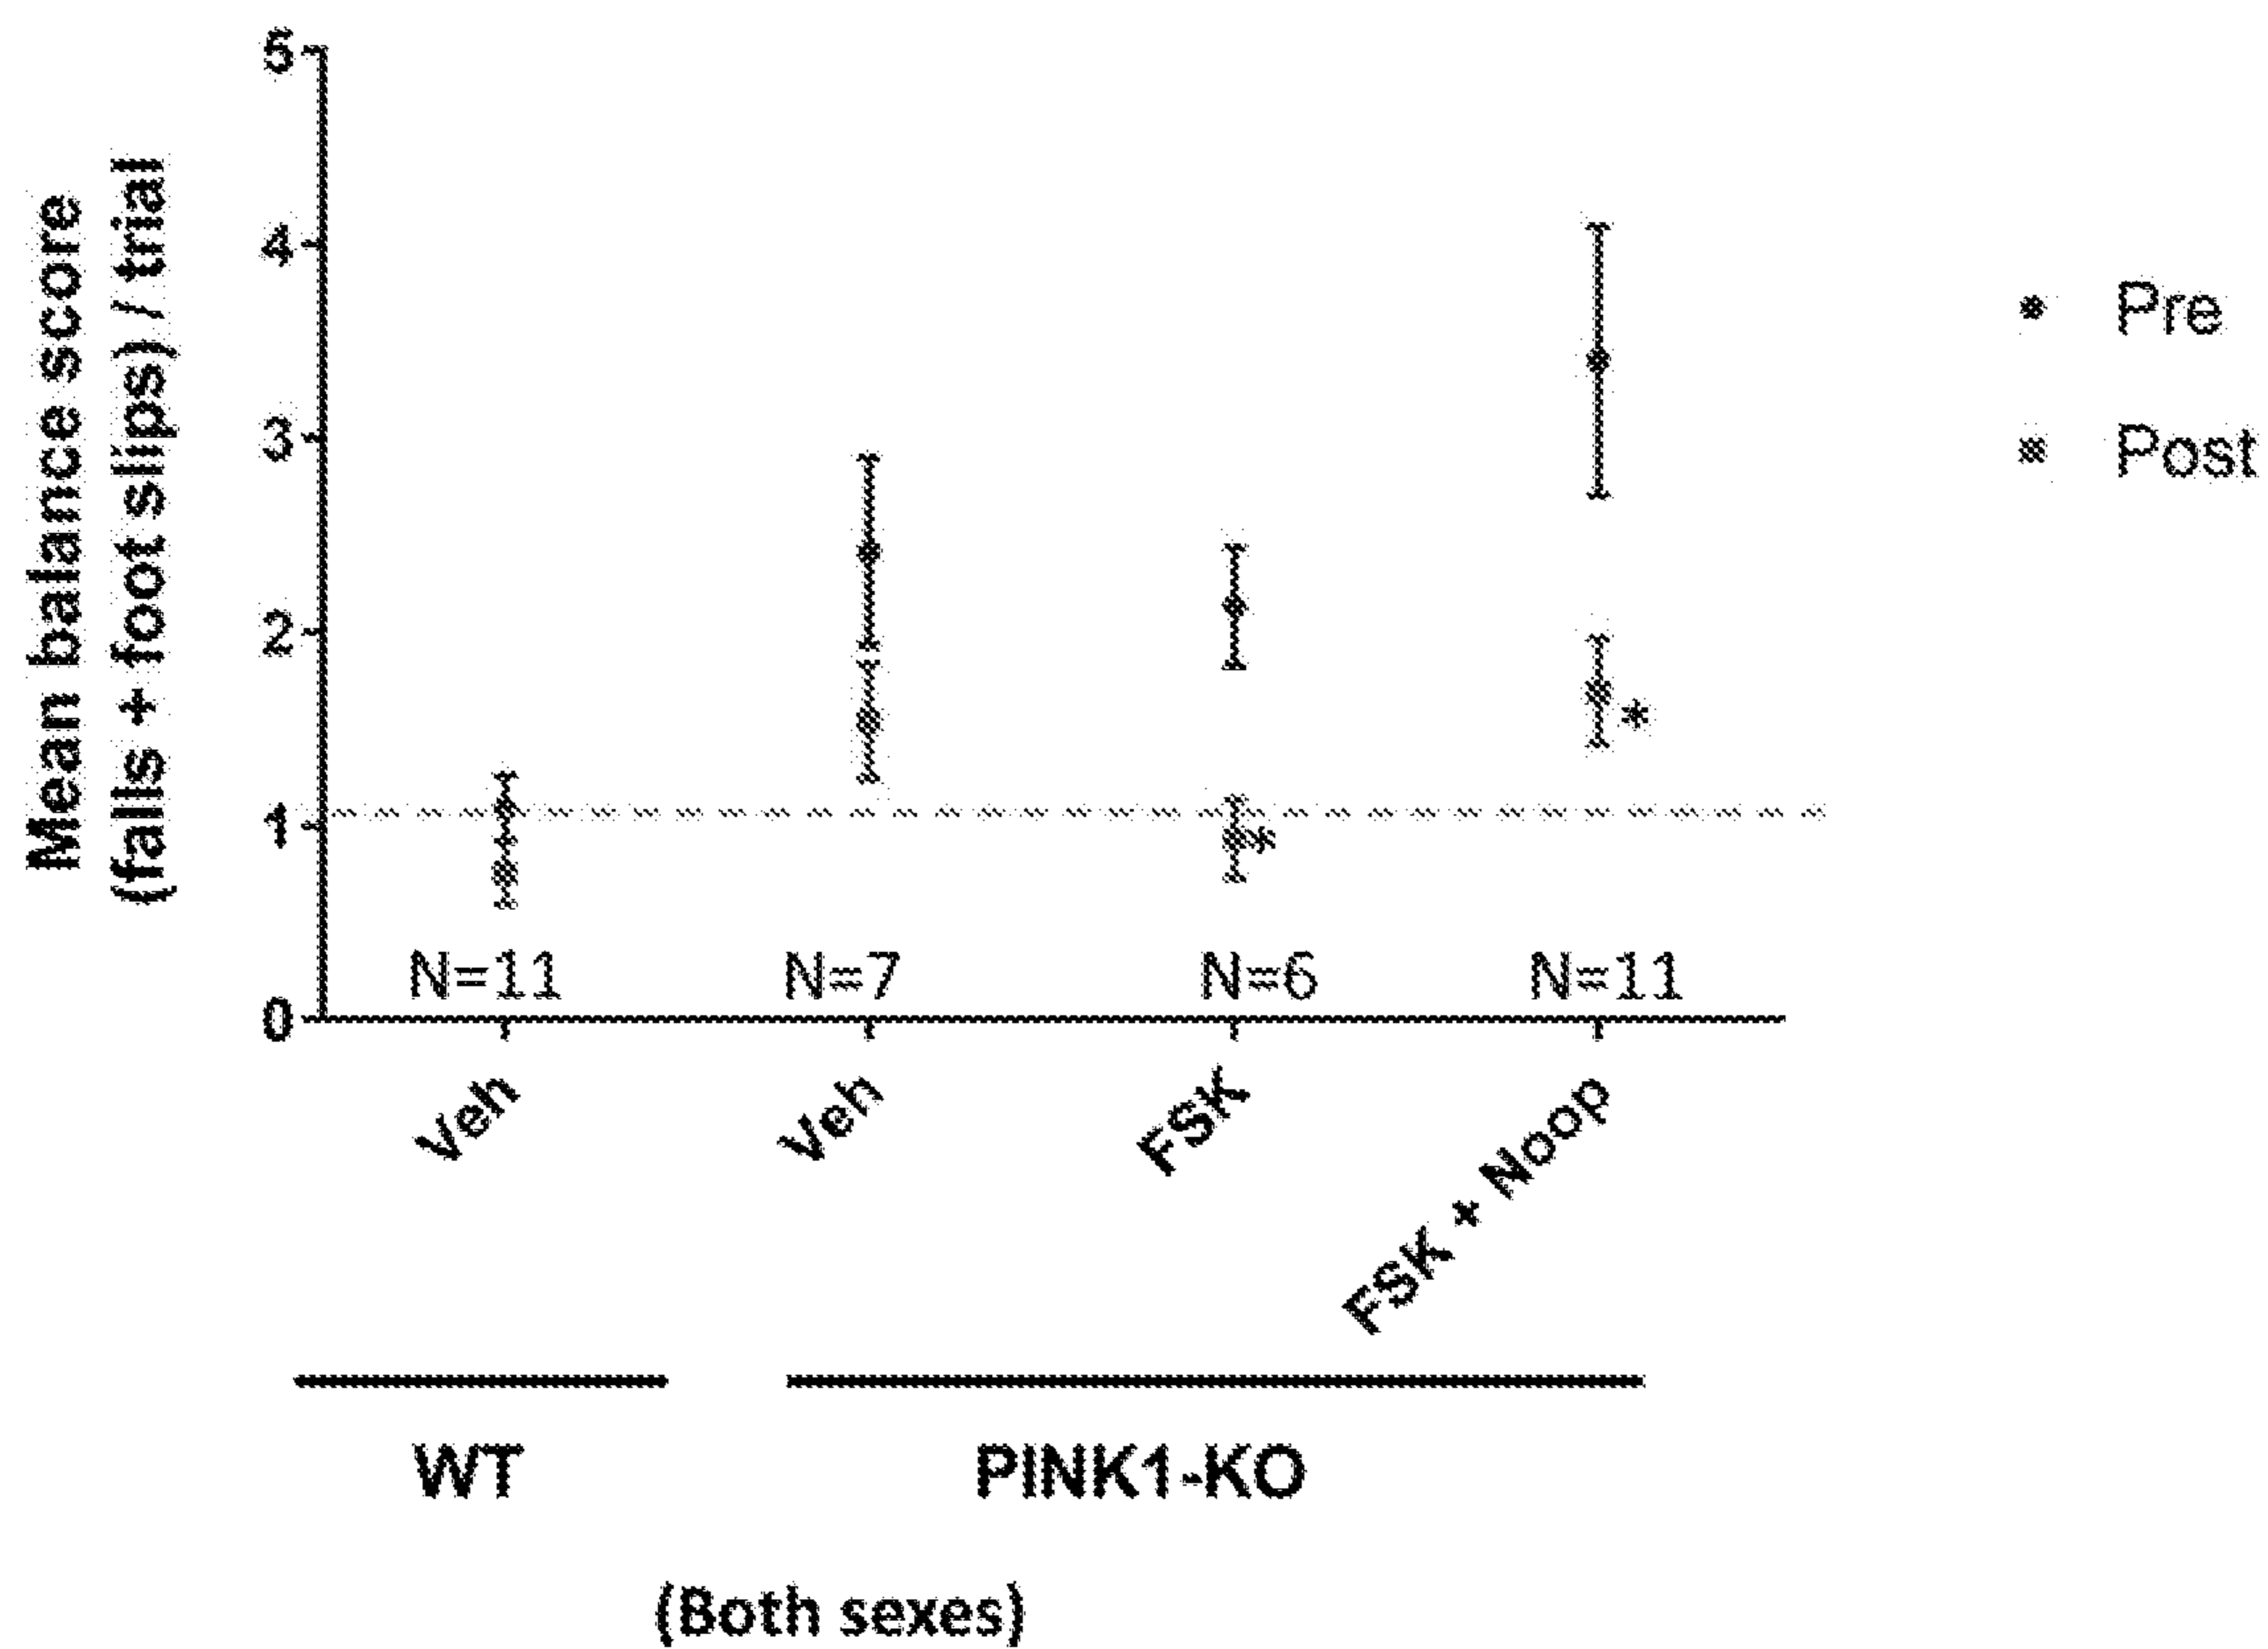 Mean balance score
(falls + foot slips) / trial
5
4
3
2
1
0
Pre
Post
*
*
N=11
N=7
N=6
N=11
Veh
Veh
FSK
FSK + Noop
WT
PINK1-KO
(Both sexes)